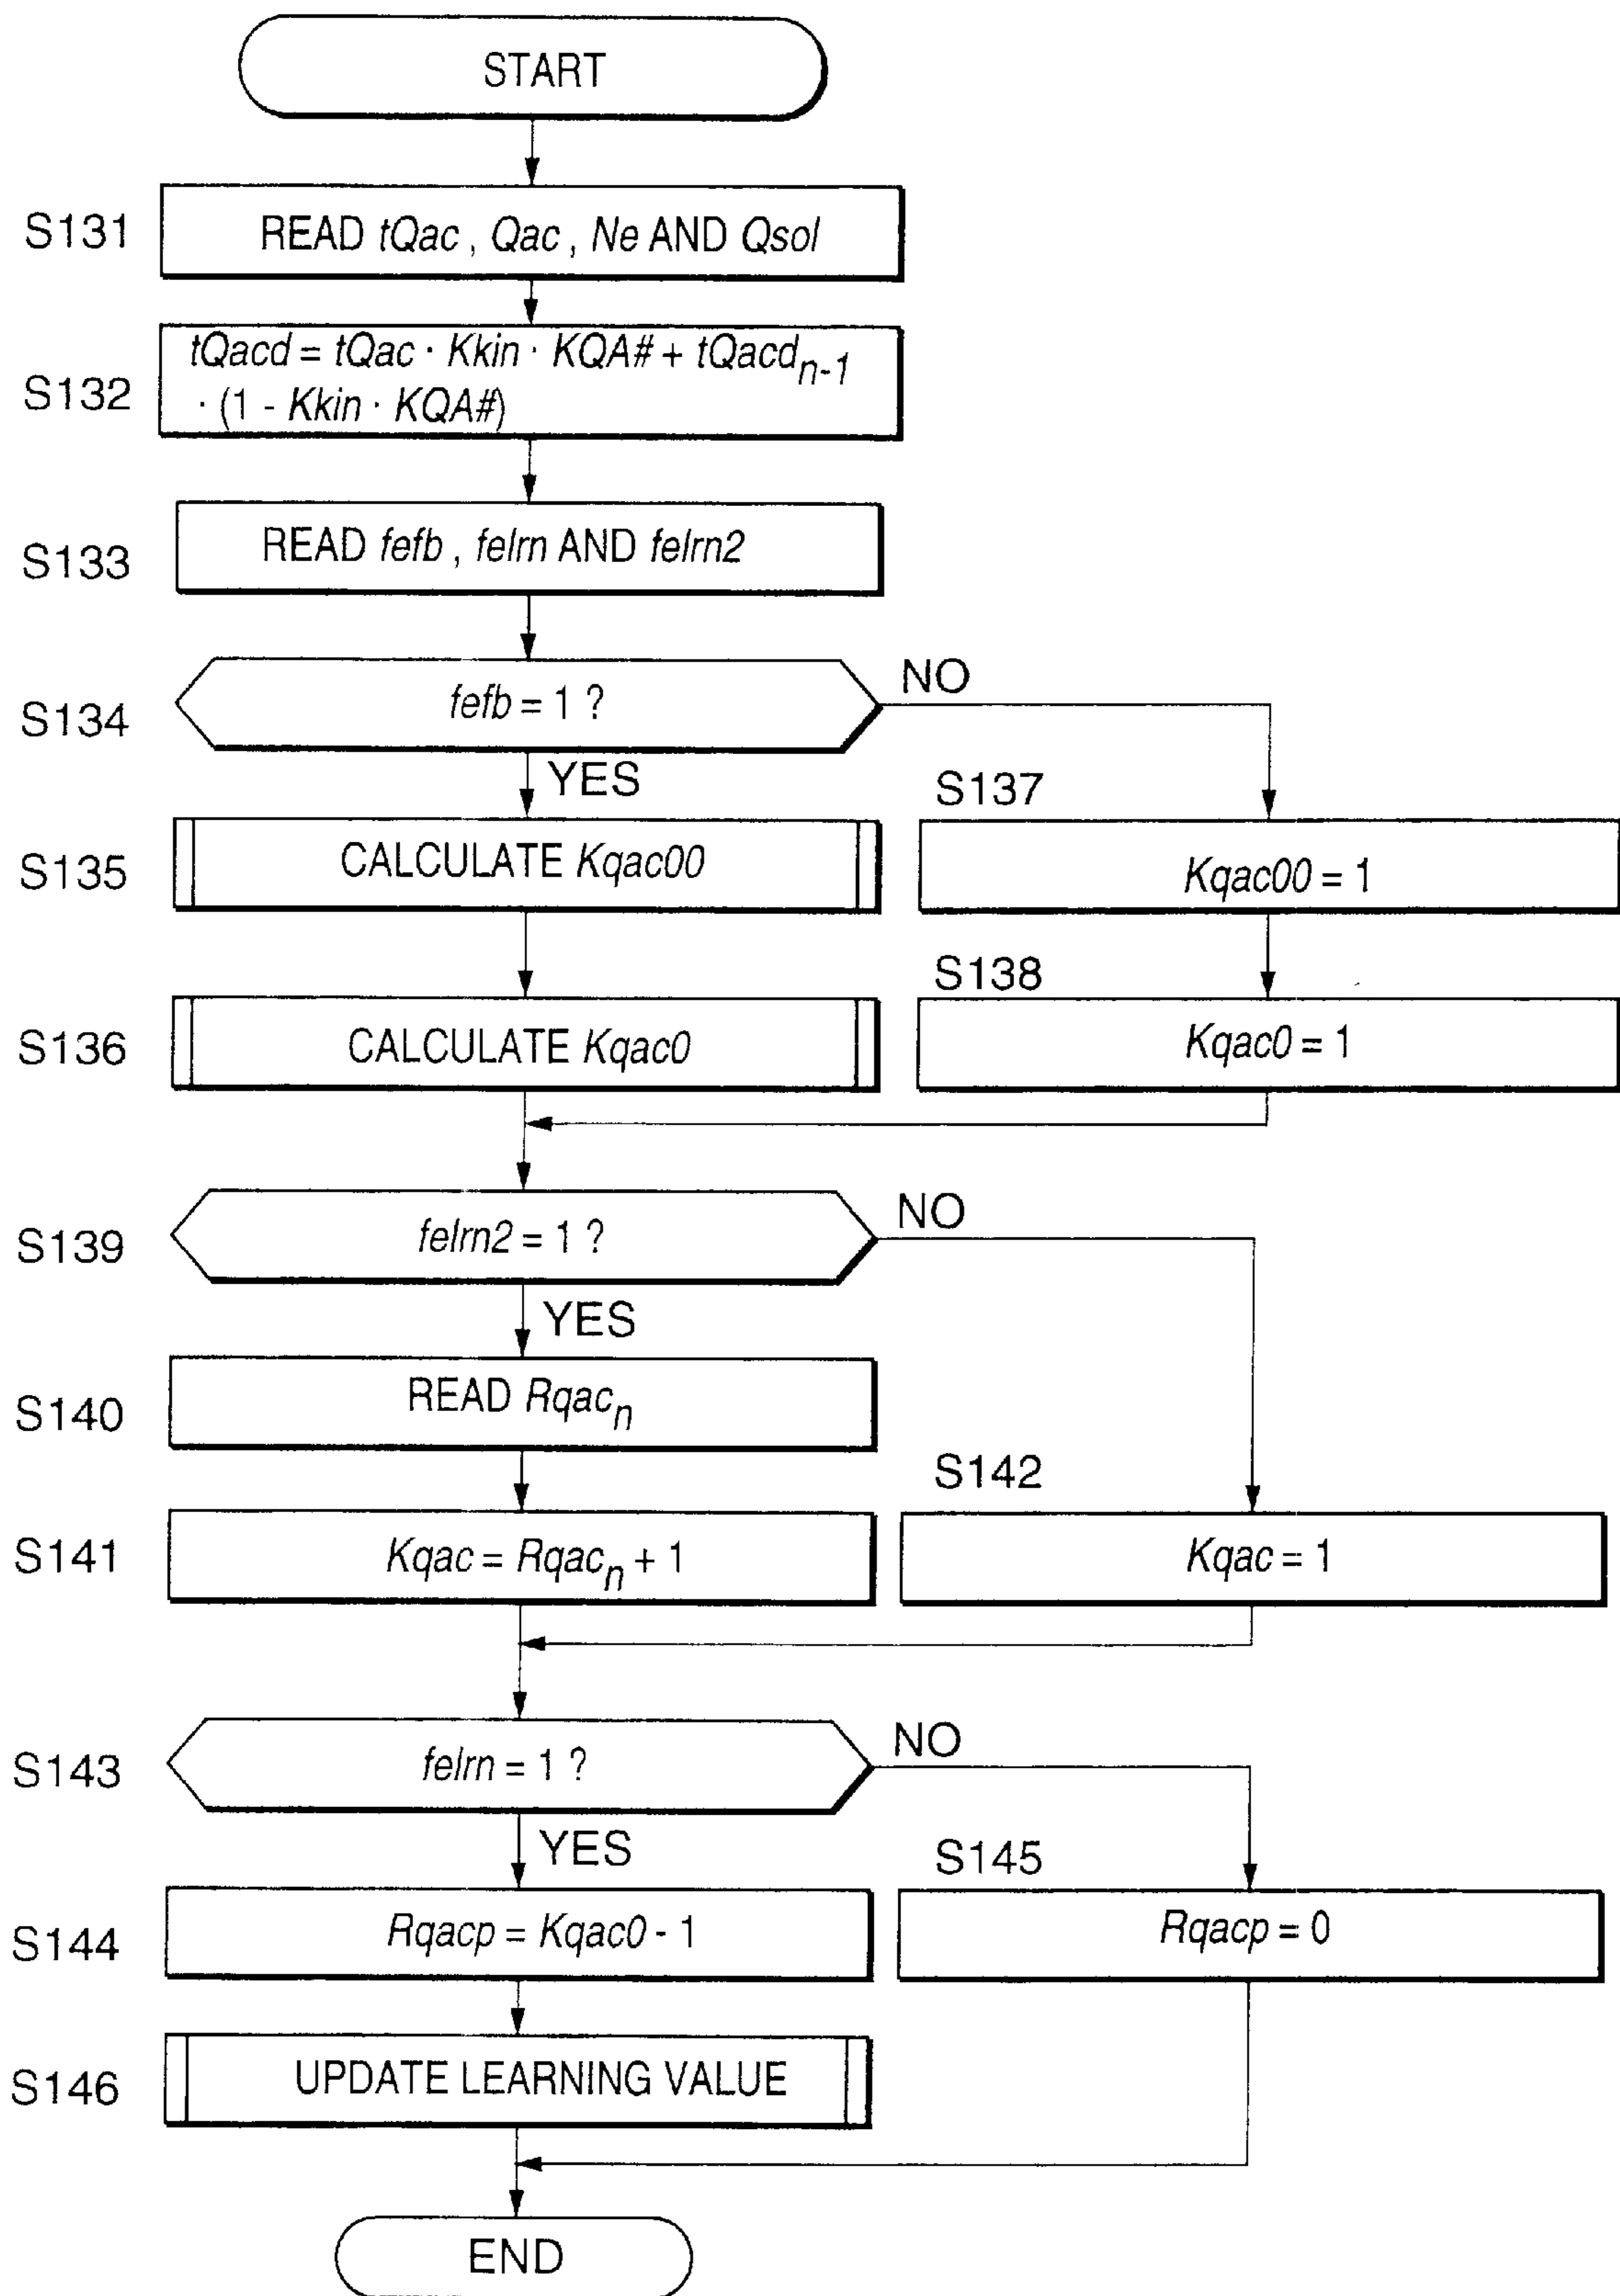 START
S131
READ tQac , Qac , Ne AND Qsol
S132
tQacd = tQac · Kkin · KQA# + tQacd n-1
· (1 - Kkin · KQA#)
S133
READ fefb , felrn AND felrn2
S134
fefb = 1 ?
NO
YES
S135
CALCULATE Kqac00
S137
Kqac00 = 1
S136
CALCULATE Kqac0
S138
Kqac0 = 1
S139
felrn2 = 1 ?
NO
YES
S140
READ Rqac n
S141
Kqac = Rqac n + 1
S142
Kqac = 1
S143
felrn = 1 ?
NO
YES
S144
Rqacp = Kqac0 - 1
S145
Rqacp = 0
S146
UPDATE LEARNING VALUE
END